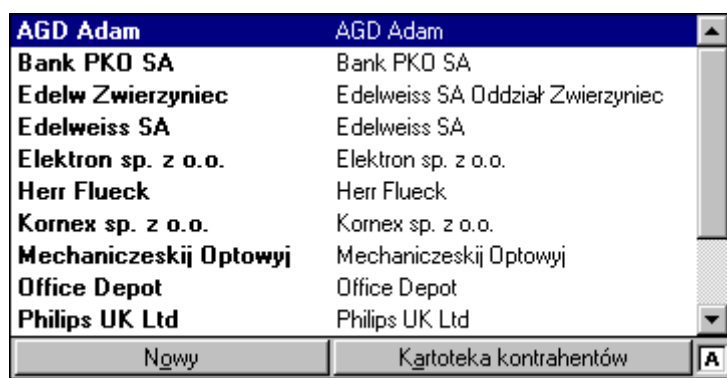 AGD Adam AGD Adam
Bank PKO SA Bank PKO SA
Edelw Zwierzyniec Edelweiss SA Oddział Zwierzyniec
Edelweiss SA Edelweiss SA
Elektron sp. z o.o. Elektron sp. z o.o.
Herr Flueck Herr Flueck
Kornex sp. z o.o. Kornex sp. z o.o.
Mechaniczeskij Optowyj Mechaniczeskij Optowyj
Office Depot Office Depot
Philips UK Ltd Philips UK Ltd
Nowy Kartoteka kontrahentów A